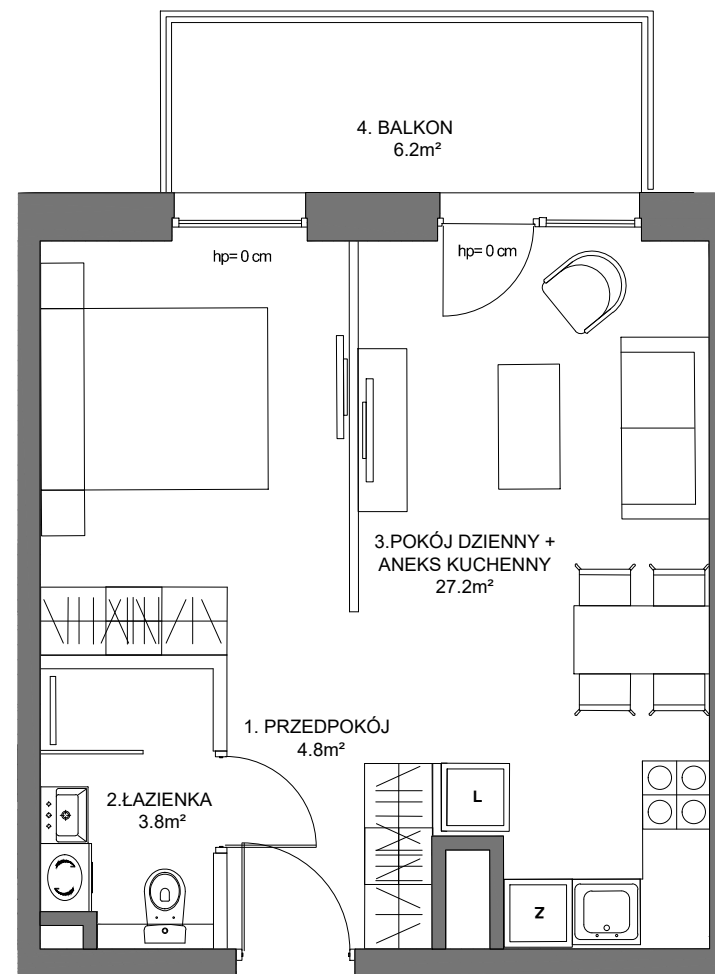 4. BALKON
6.2m²
hp= 0 cm
hp= 0 cm
3.POKÓJ DZIENNY +
ANEKS KUCHENNY
27.2m²
1. PRZEDPOKÓJ
4.8m²
2.ŁAZIENKA
3.8m²
L
Z